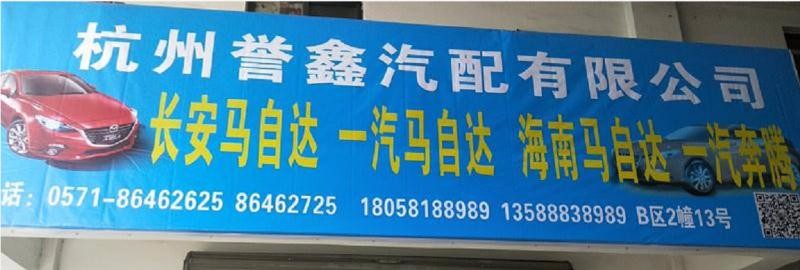 杭州誉鑫汽配有限公司
长安马自达 一汽马自达 海南马自达 一汽奔腾
话: 0571-86462625 86462725 18058188989 13588838989 B区2幢13号